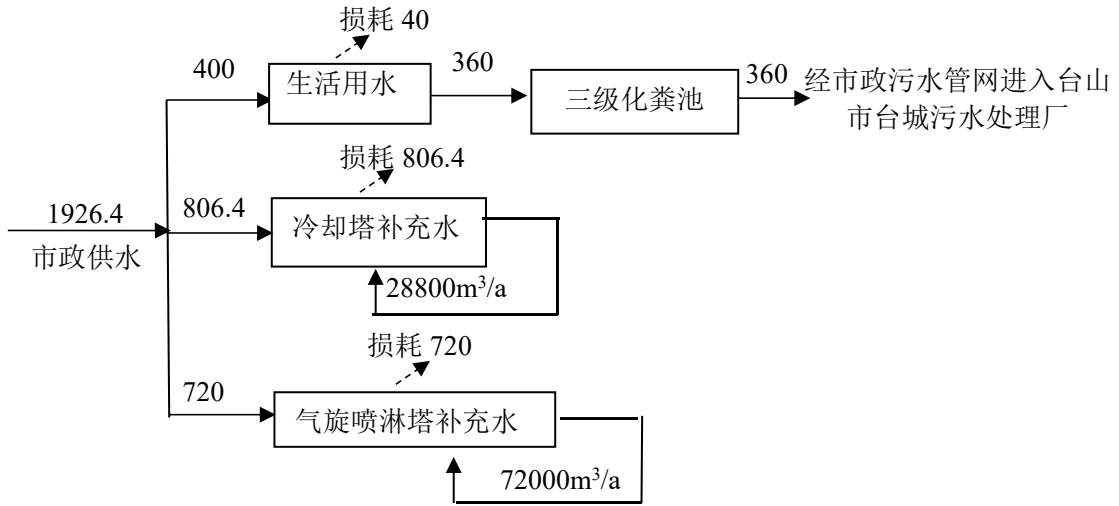 损耗 40
400
生活用水
360
三级化粪池
360
经市政污水管网进入台山
市台城污水处理厂
损耗 806.4
1926.4
市政供水
806.4
冷却塔补充水
28800m³/a
损耗 720
720
气旋喷淋塔补充水
72000m³/a